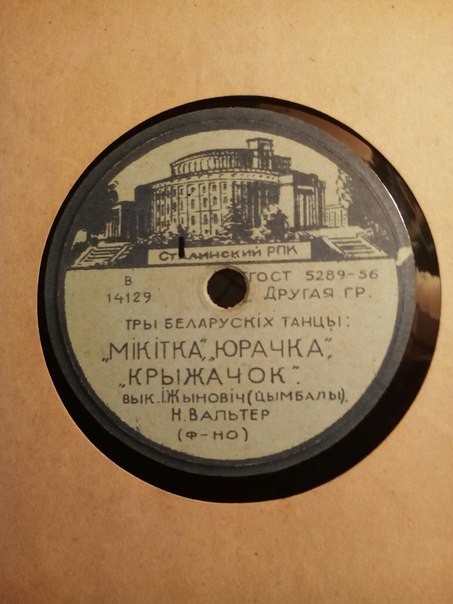 Сталинский РПК
В ГОСТ 5289-56
14129 Другая гр.
ТРЫ БЕЛАРУСКІХ ТАНЦЫ:
„МІКІТКА", „ЮРАЧКА",
„КРЫЖАЧОК".
ВЫК. І.ЖЫНОВІЧ (ЦЫМБАЛЫ),
Н. ВАЛЬТЕР
(Ф-НО)